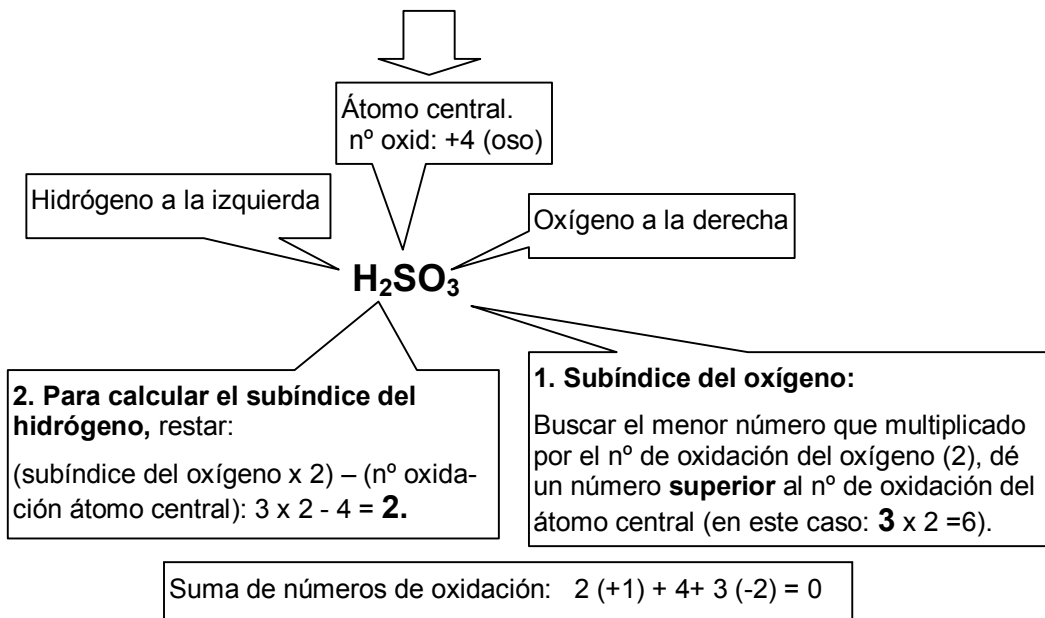 Átomo central.
nº oxid: +4 (oso)
Hidrógeno a la izquierda
Oxígeno a la derecha
H₂SO₃
2. Para calcular el subíndice del
hidrógeno, restar:
(subíndice del oxígeno x 2) – (nº oxida-
ción átomo central): 3 x 2 - 4 = 2.
1. Subíndice del oxígeno:
Buscar el menor número que multiplicado
por el nº de oxidación del oxígeno (2), dé
un número superior al nº de oxidación del
átomo central (en este caso: 3 x 2 =6).
Suma de números de oxidación: 2 (+1) + 4+ 3 (-2) = 0